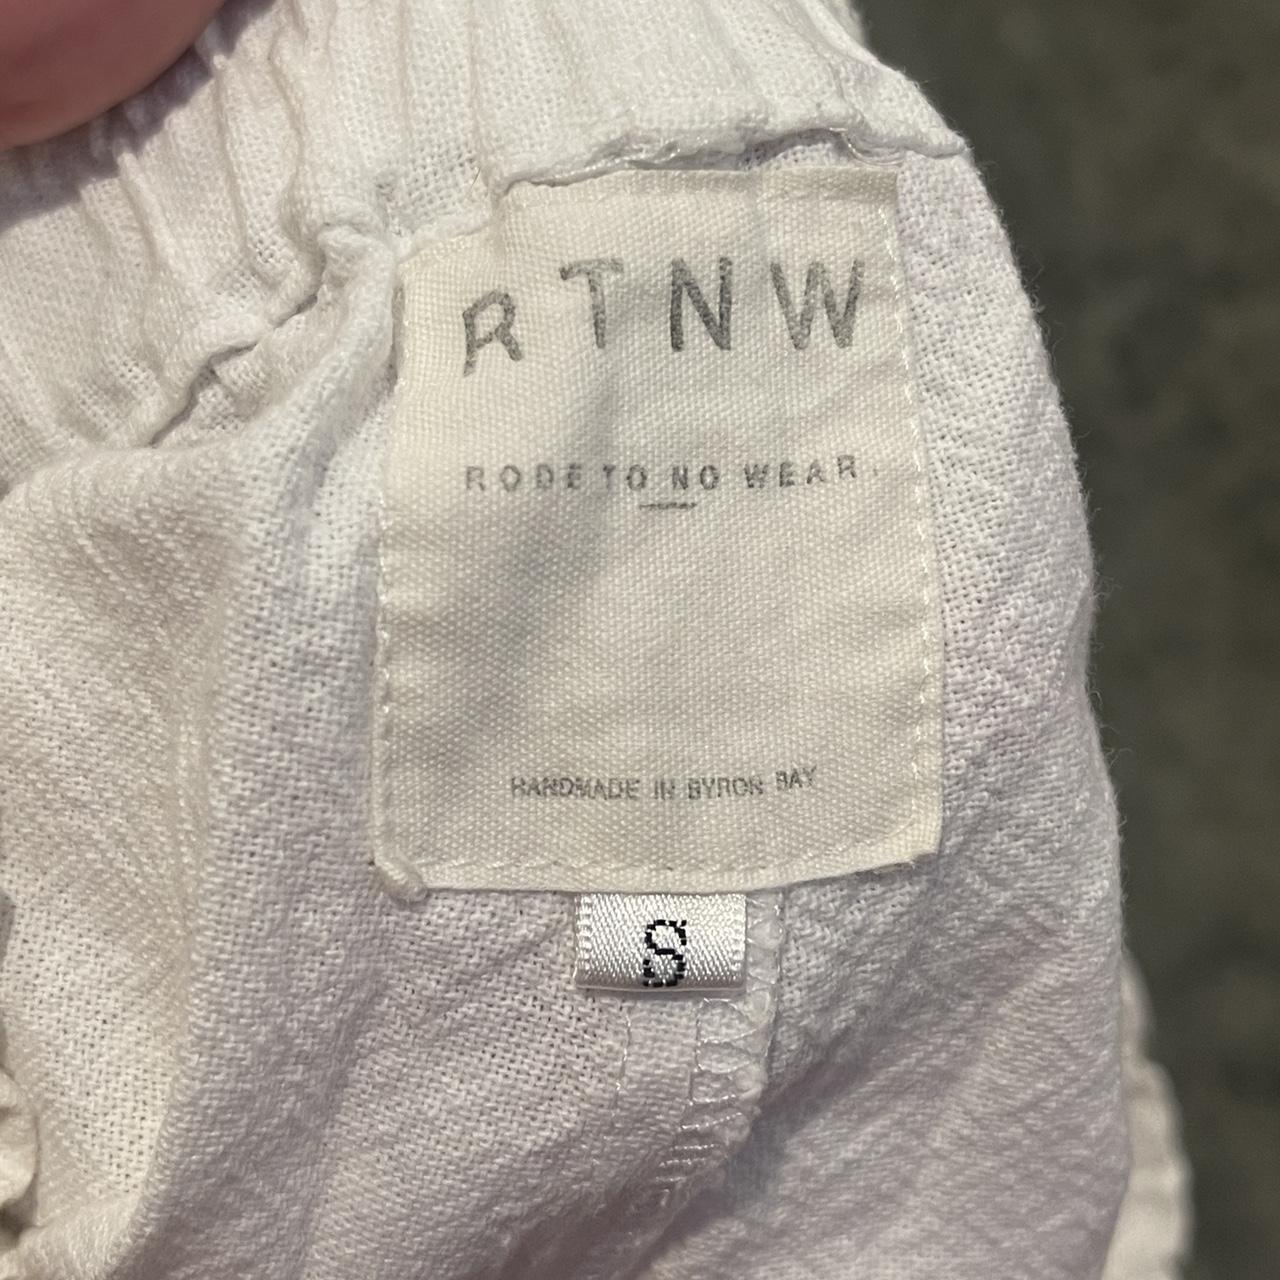 RTNW
RODE TO NO WEAR.
HANDMADE IN BYRON BAY
S